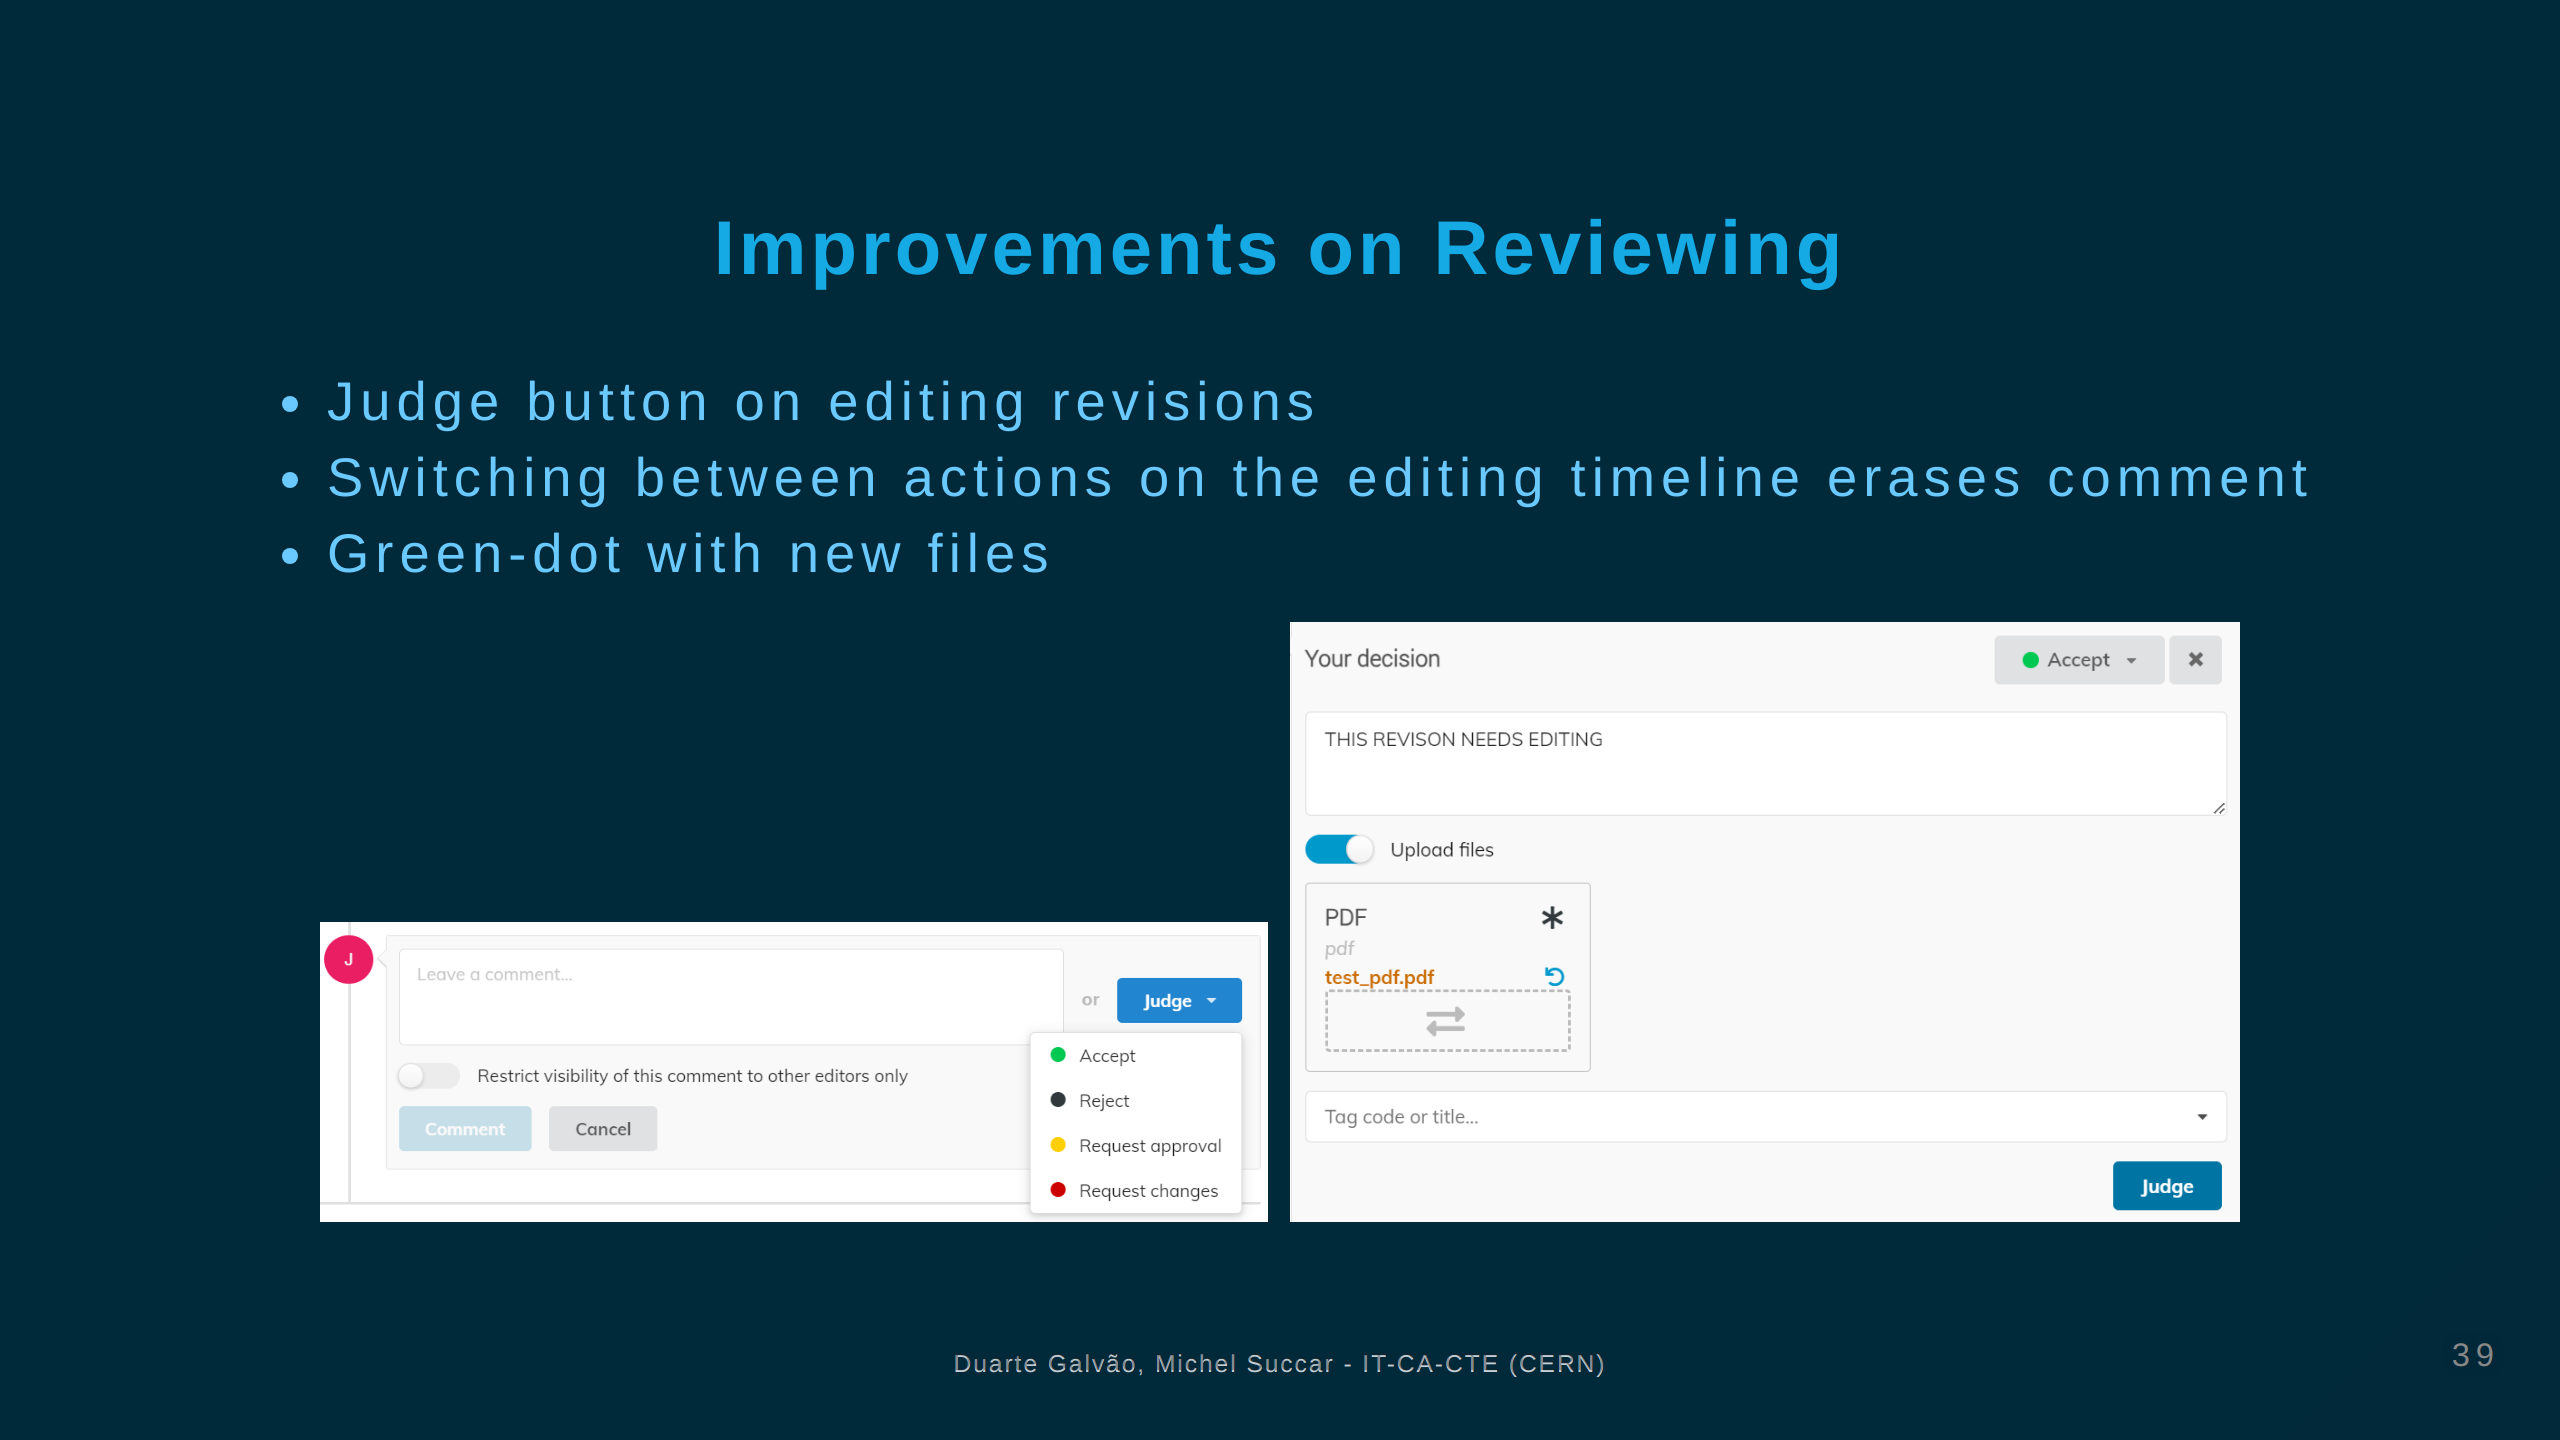 Improvements on Reviewing
Judge button on editing revisions
Switching between actions on the editing timeline erases comment
Green-dot with new files
J
Leave a comment...
or
Judge
Accept
Reject
Request approval
Request changes
Restrict visibility of this comment to other editors only
Comment
Cancel
Your decision
Accept
THIS REVISON NEEDS EDITING
Upload files
PDF
pdf
test_pdf.pdf
Tag code or title...
Judge
Duarte Galvão, Michel Succar - IT-CA-CTE (CERN)
39